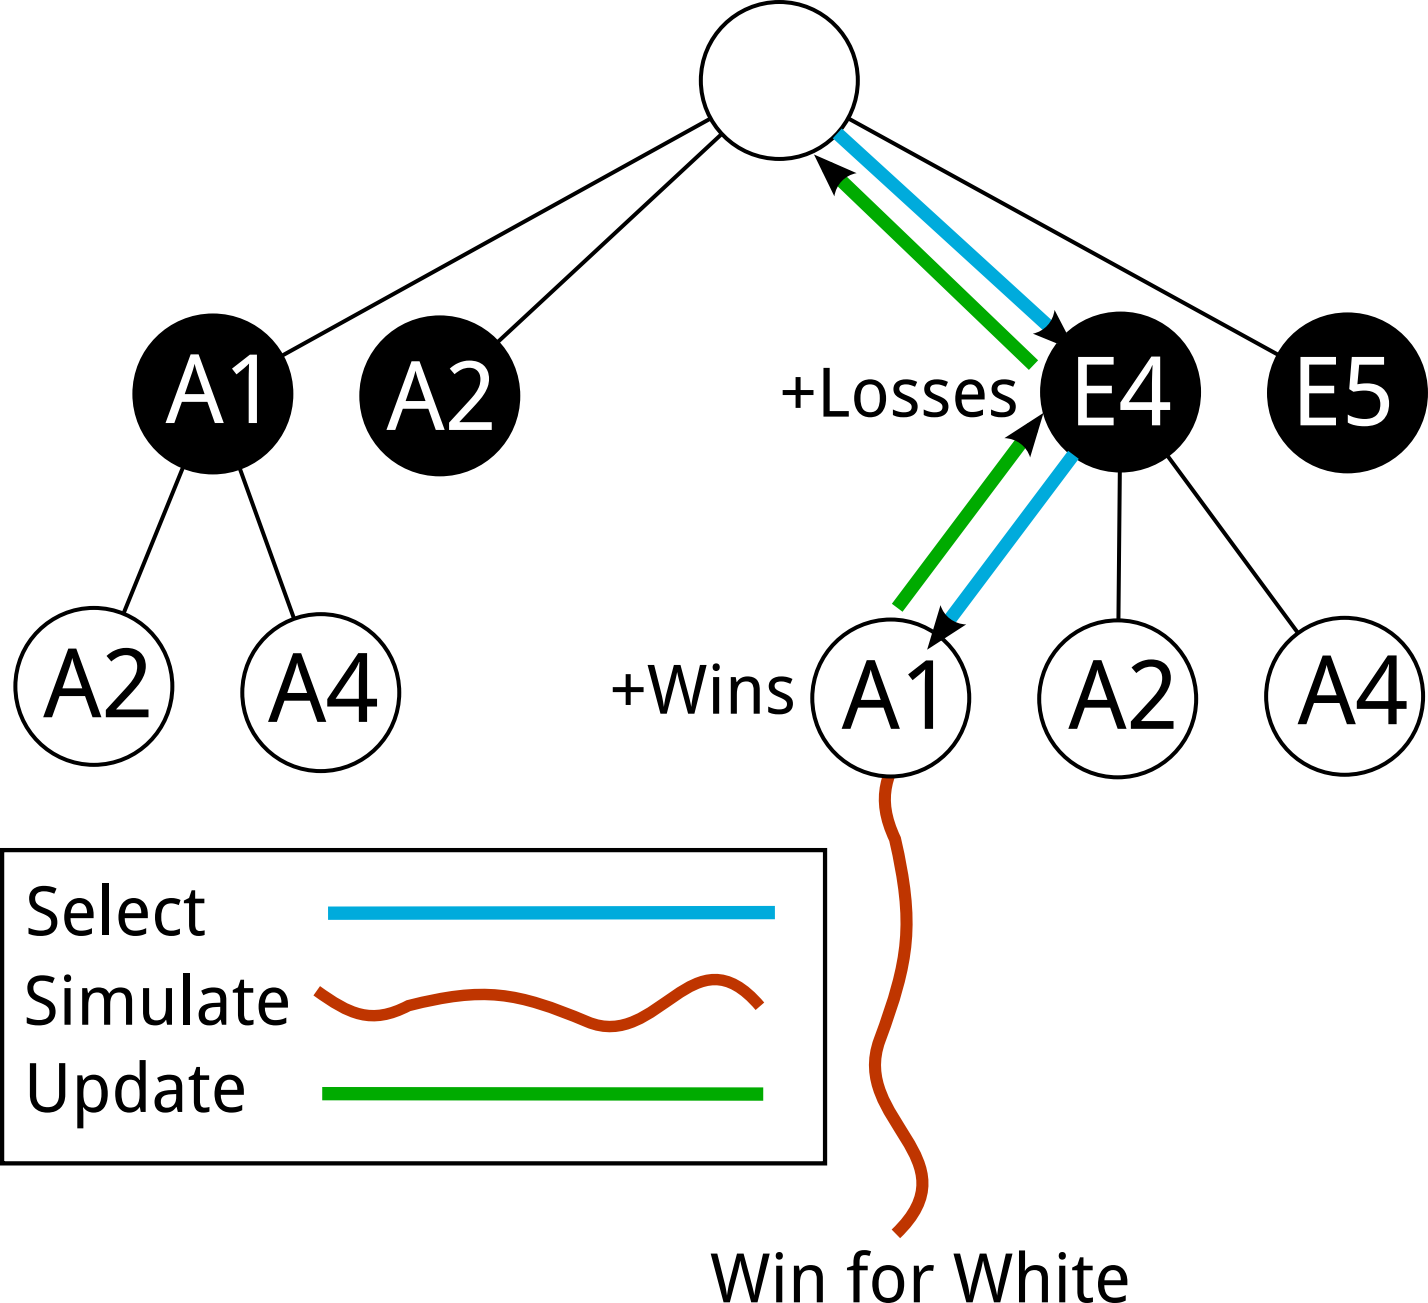 A1
A2
E4
E5
+Losses
A2
A4
+Wins
A1
A2
A4
Select
Simulate
Update
Win for White